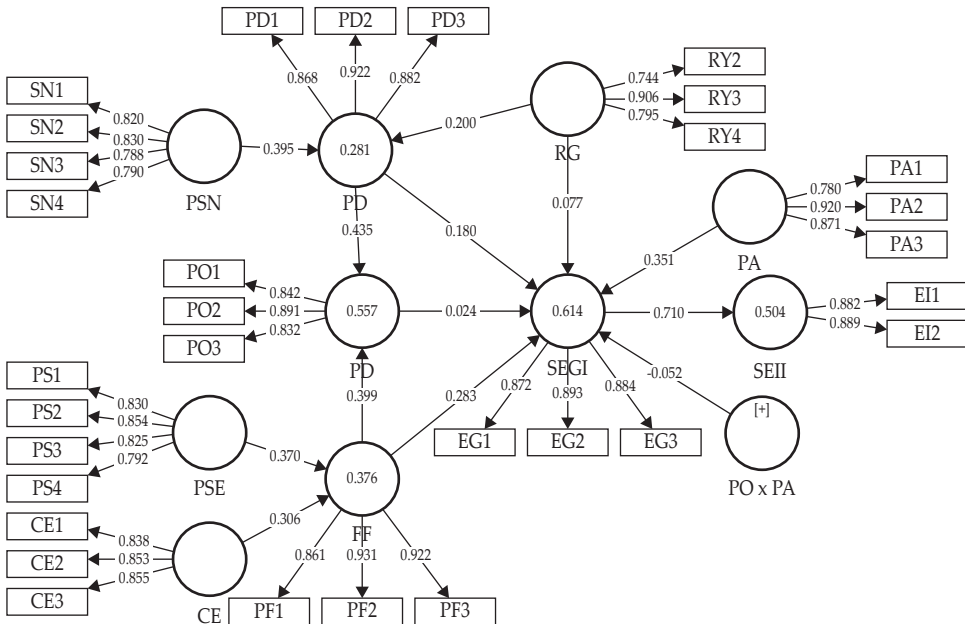 PD1
PD2
PD3
0.868
0.922
0.882
SN1
SN2
SN3
SN4
0.820
0.830
0.788
0.790
PSN
0.395
0.281
PD
0.200
RG
0.744
0.906
0.795
RY2
RY3
RY4
0.435
0.180
0.077
0.351
PA
0.780
0.920
0.871
PA1
PA2
PA3
PO1
PO2
PO3
0.842
0.891
0.832
0.557
PD
0.024
0.614
SEGI
0.710
0.504
SEII
0.882
0.889
EI1
EI2
PS1
PS2
PS3
PS4
0.830
0.854
0.825
0.792
PSE
0.370
0.399
0.283
0.872
0.893
0.884
EG1
EG2
EG3
-0.052
[+]
PO x PA
0.376
FF
0.306
CE1
CE2
CE3
0.838
0.853
0.855
CE
0.861
0.931
0.922
PF1
PF2
PF3